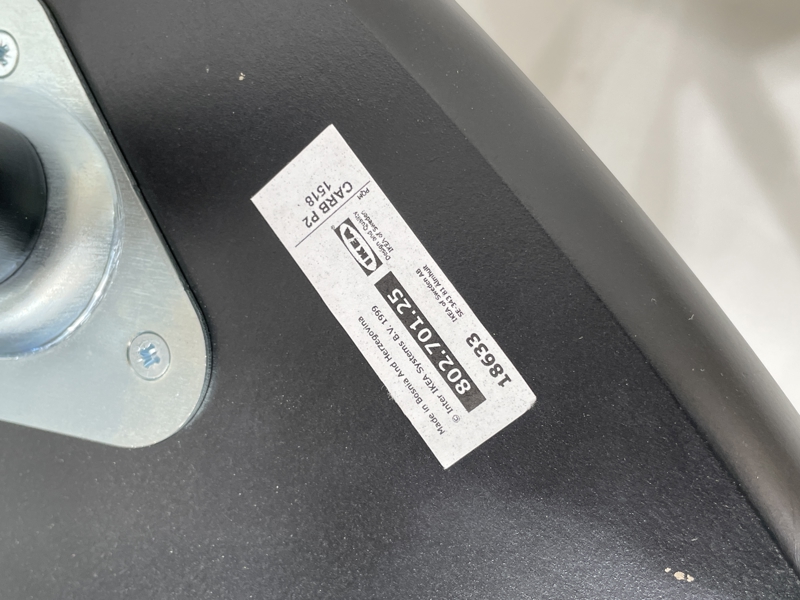 Made in Bosnia And Herzegovina
© Inter IKEA Systems B.V. 1999
802.701.25
18633
IKEA
Design and Quality
IKEA of Sweden
IKEA of Sweden AB
SE-343 81 Älmhult
PQM
CARB P2
1518